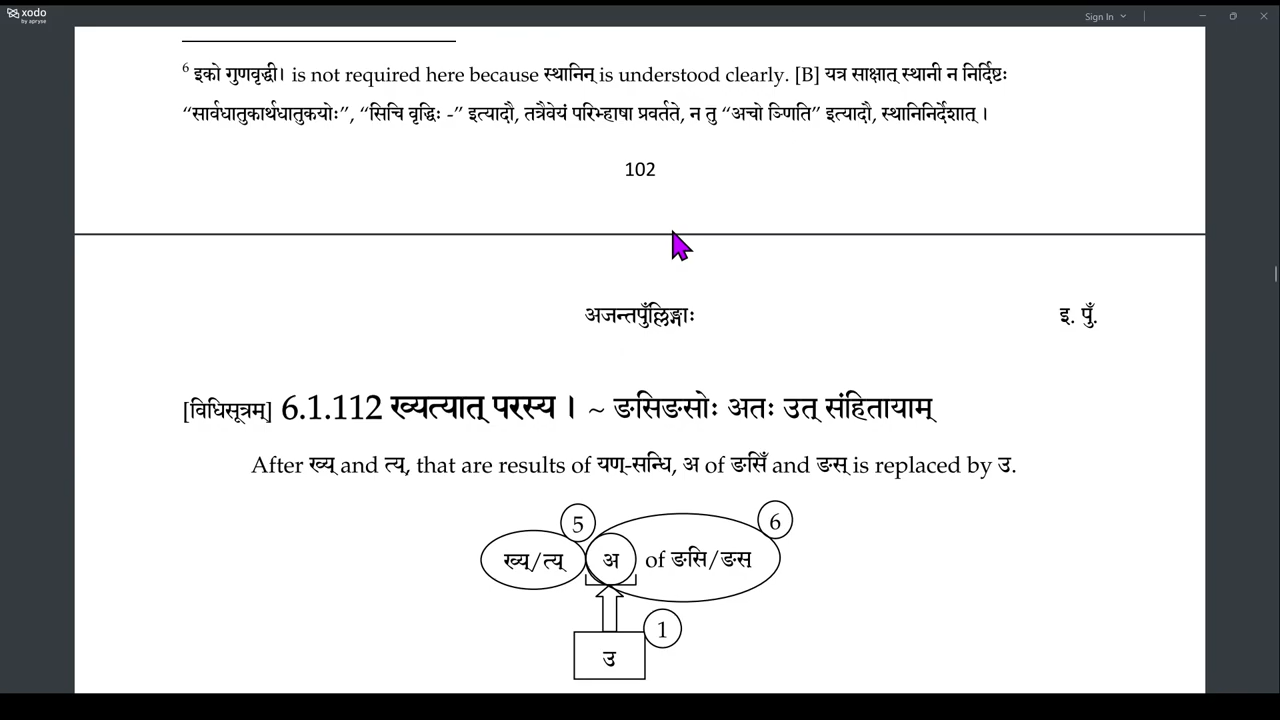 xodo
by apryse
Sign In
6 इको गुणवृद्धी। is not required here because स्थानिन् is understood clearly. [B] यत्र साक्षात् स्थानी न निर्दिष्टः
“सार्वधातुकार्थधातुकयोः”, “सिचि वृद्धिः -” इत्यादौ, तत्रैवेयं परिभ्हाषा प्रवर्तते, न तु “अचो ञ्णिति” इत्यादौ, स्थानिनिर्देशात् ।
102
अजन्तपुँल्लिङ्गाः
इ. पुँ.
[विधिसूत्रम्] 6.1.112 ख्यत्यात् परस्य । ~ ङसिङसोः अतः उत् संहितायाम्
After ख्य् and त्य्, that are results of यण्-सन्धि, अ of ङसिँ and ङस् is replaced by उ.
5
6
ख्य्/त्य्
अ
of ङसि/ङस
1
उ